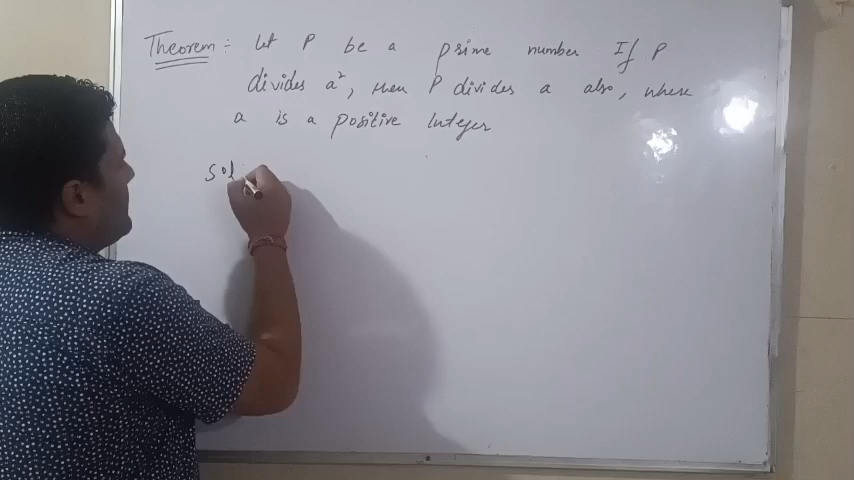 Theorem :- Let P be a prime number If P
divides a², then P divides a also, where
a is a positive Integer
Sol